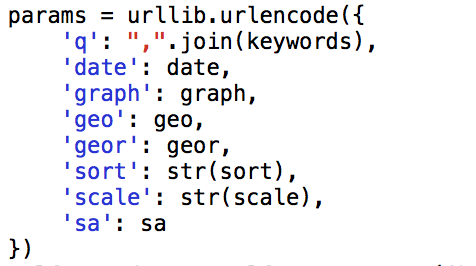 params = urllib.urlencode({
    'q': ",".join(keywords),
    'date': date,
    'graph': graph,
    'geo': geo,
    'geor': geor,
    'sort': str(sort),
    'scale': str(scale),
    'sa': sa
})